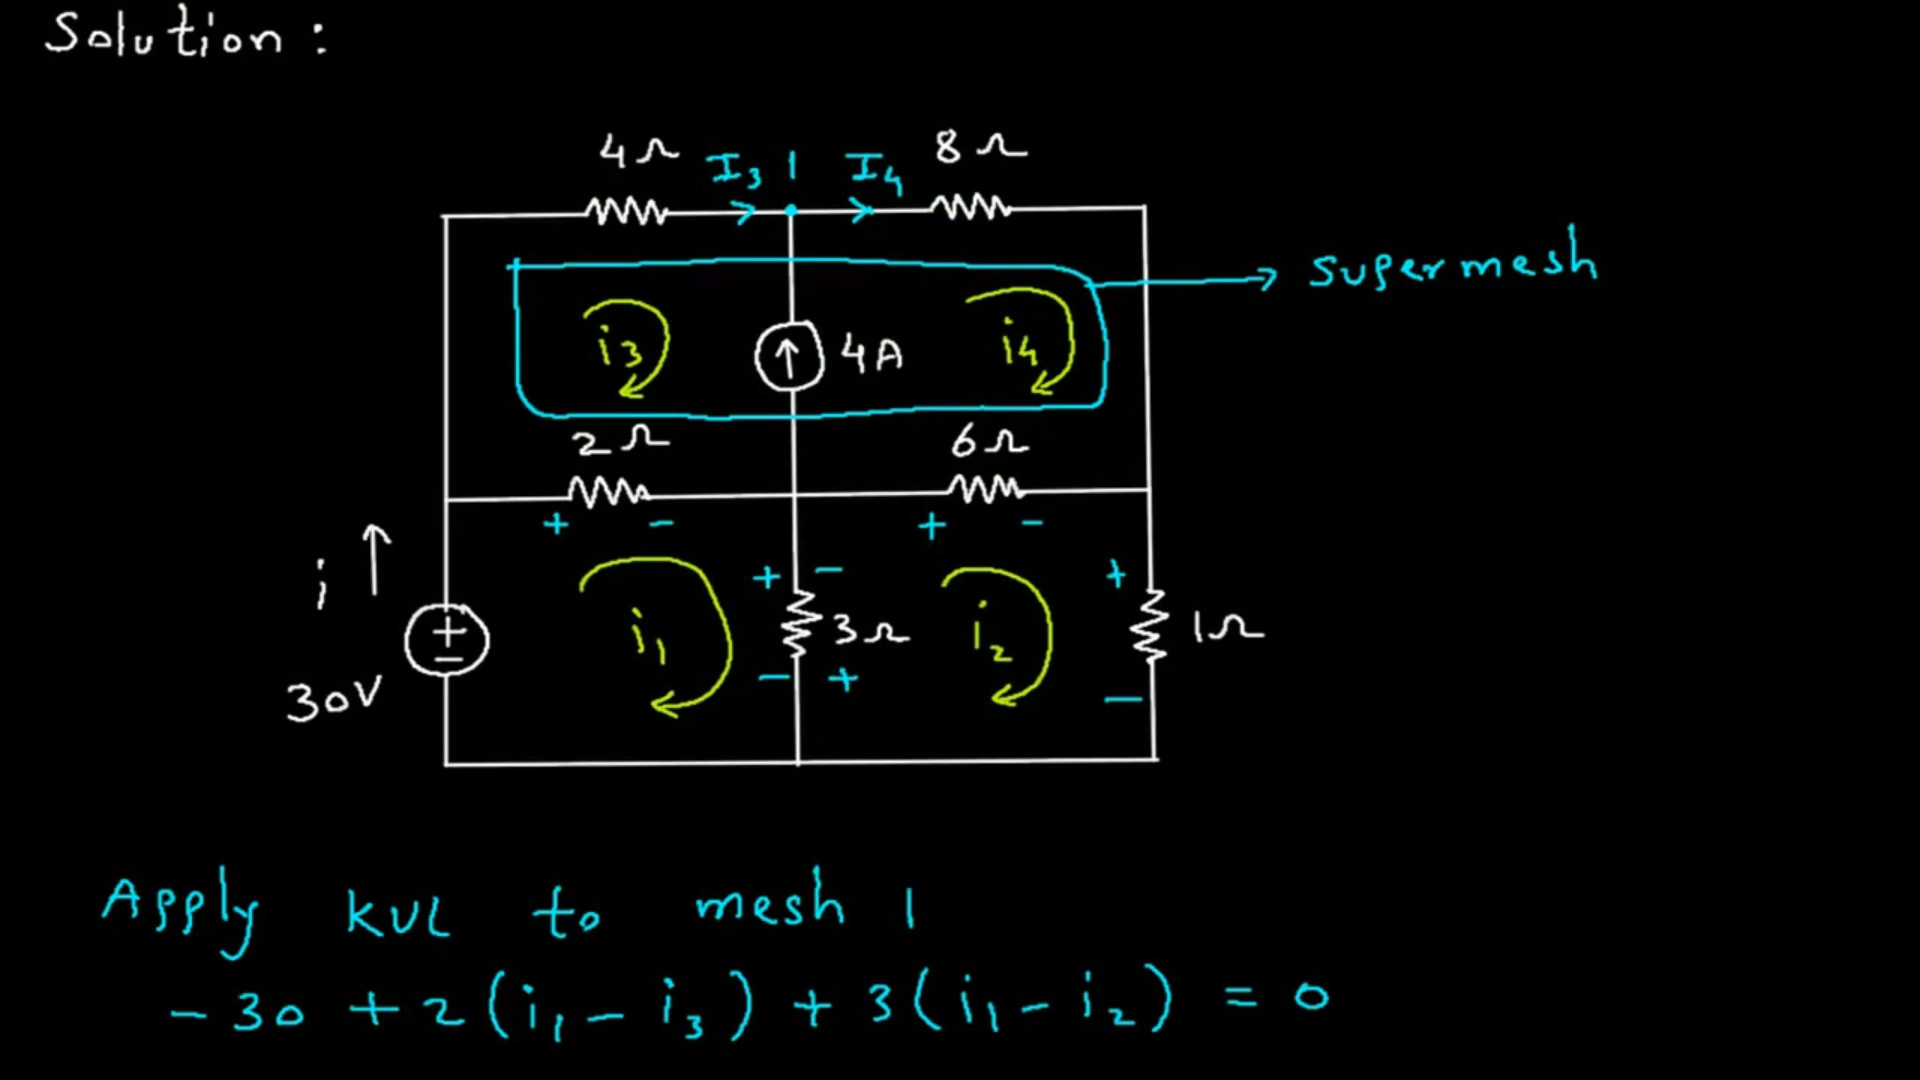 Solution :
4Ω I3 1 I4 8Ω
supermesh
i3 4A i4
2Ω 6Ω
+ - + -
i + - +
i1 3Ω i2 1Ω
+
-
30V - + -
Apply KVL to mesh 1
- 30 + 2 (i1 - i3) + 3 (i1 - i2) = 0